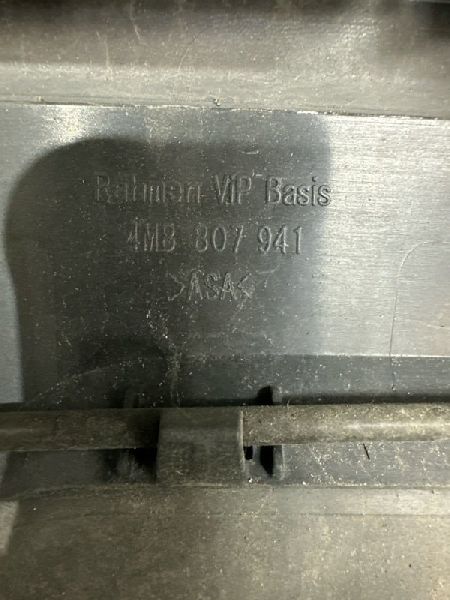 Rahmen VIP Basis
4M8 807 941
>ASA<